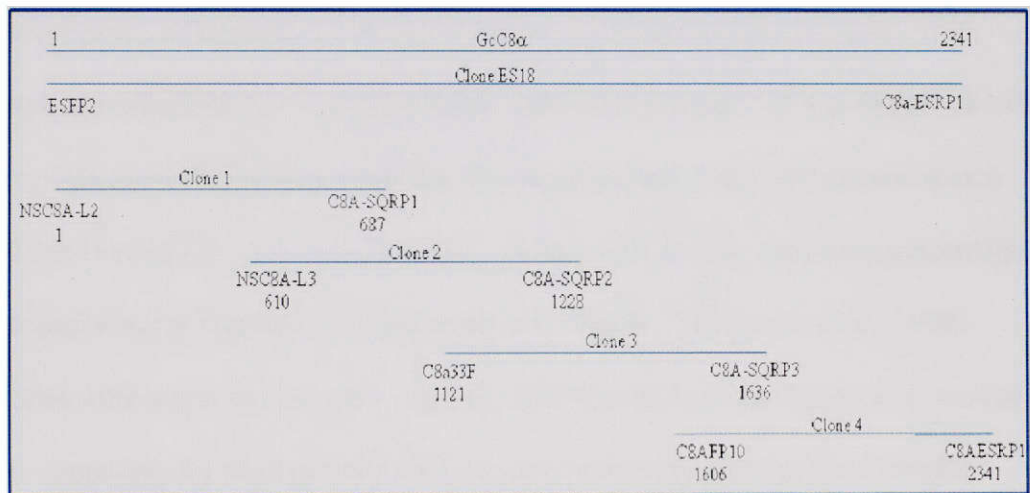 1 GcC8α 2341
Clone ES18
ESFP2 C8a-ESRP1
Clone 1
NSC8A-L2 C8A-SQRP1
1 687
Clone 2
NSC8A-L3 C8A-SQRP2
610 1228
Clone 3
C8a33F C8A-SQRP3
1121 1636
Clone 4
C8AFP10 C8AESRP1
1606 2341